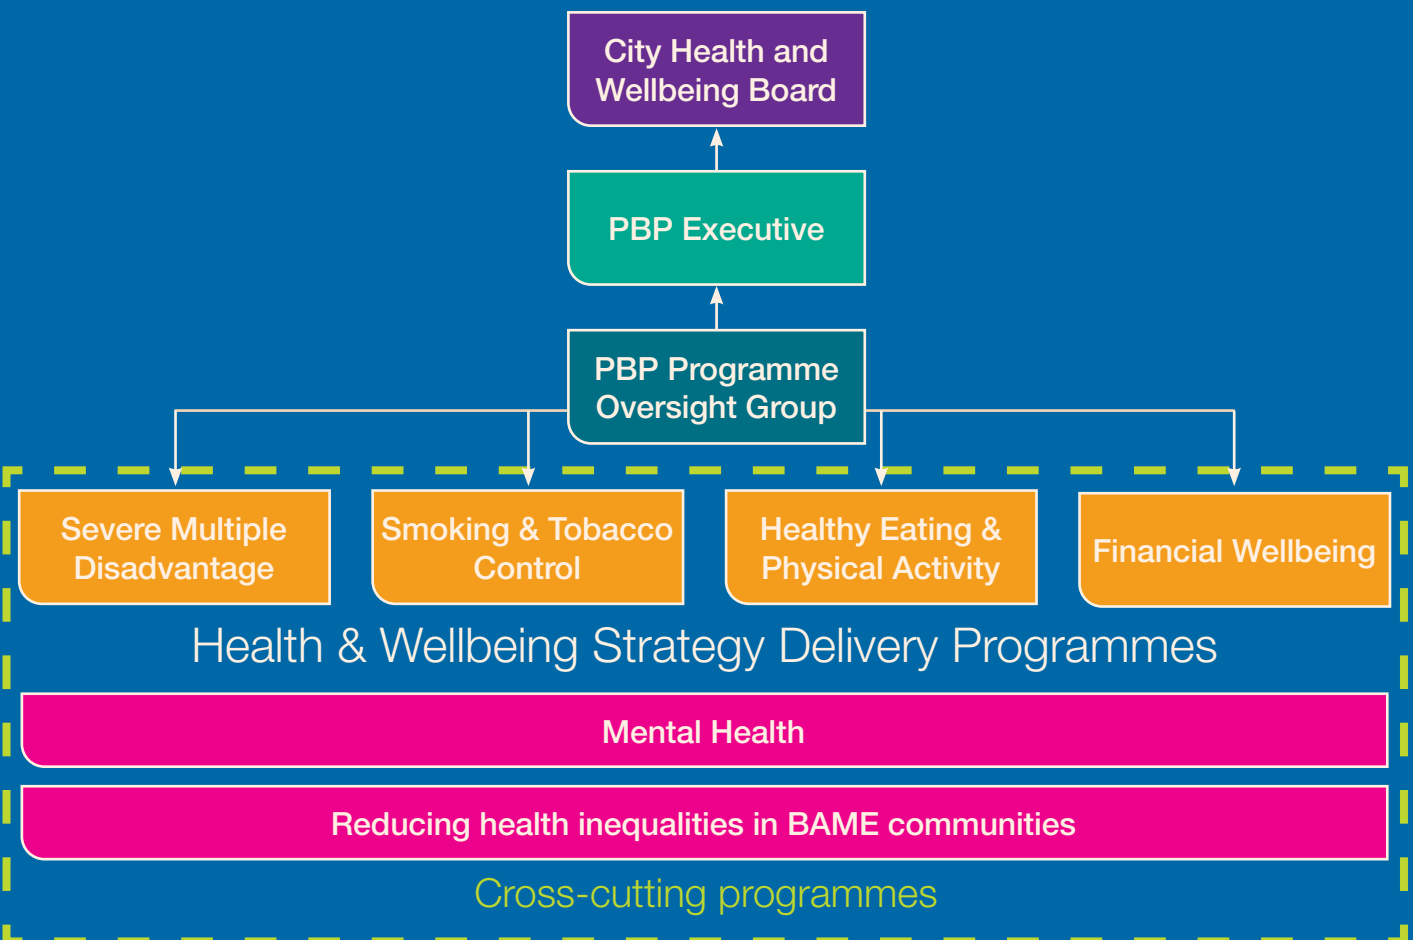 City Health and
Wellbeing Board
PBP Executive
PBP Programme
Oversight Group
Severe Multiple
Disadvantage
Smoking & Tobacco
Control
Healthy Eating &
Physical Activity
Financial Wellbeing
Health & Wellbeing Strategy Delivery Programmes
Mental Health
Reducing health inequalities in BAME communities
Cross-cutting programmes